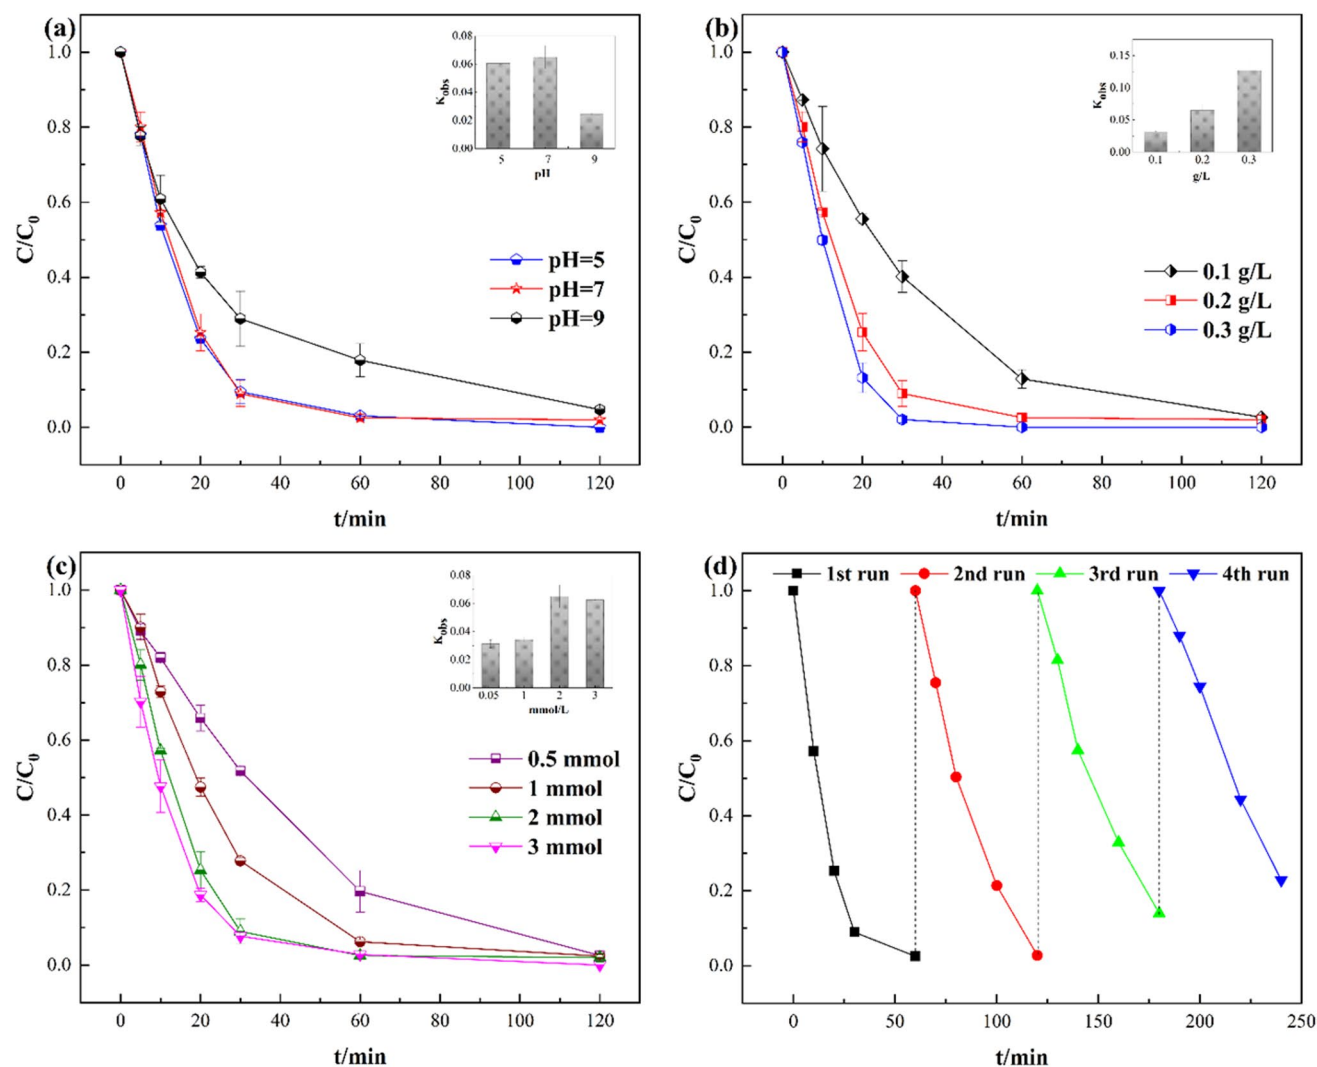 (a)
1.0
0.8
0.6
0.4
0.2
0.0
C/C0
0 20 40 60 80 100 120
t/min
0.08
0.06
0.04
0.02
0.00
Kobs
5 7 9
pH
pH=5
pH=7
pH=9
(b)
1.0
0.8
0.6
0.4
0.2
0.0
C/C0
0 20 40 60 80 100 120
t/min
0.15
0.10
0.05
0.00
Kobs
0.1 0.2 0.3
g/L
0.1 g/L
0.2 g/L
0.3 g/L
(c)
1.0
0.8
0.6
0.4
0.2
0.0
C/C0
0 20 40 60 80 100 120
t/min
0.08
0.06
0.04
0.02
0.00
Kobs
0.05 1 2 3
mmol/L
0.5 mmol
1 mmol
2 mmol
3 mmol
(d)
1st run 2nd run 3rd run 4th run
1.0
0.8
0.6
0.4
0.2
0.0
C/C0
0 50 100 150 200 250
t/min